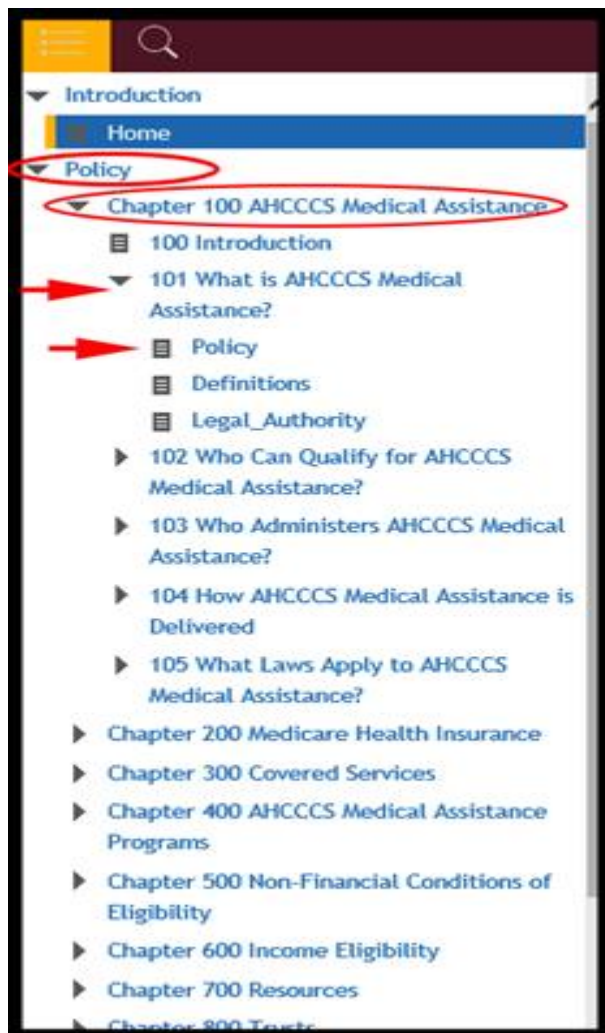 Introduction
Home
Policy
Chapter 100 AHCCCS Medical Assistance
100 Introduction
101 What is AHCCCS Medical
Assistance?
Policy
Definitions
Legal_Authority
102 Who Can Qualify for AHCCCS
Medical Assistance?
103 Who Administers AHCCCS Medical
Assistance?
104 How AHCCCS Medical Assistance is
Delivered
105 What Laws Apply to AHCCCS
Medical Assistance?
Chapter 200 Medicare Health Insurance
Chapter 300 Covered Services
Chapter 400 AHCCCS Medical Assistance
Programs
Chapter 500 Non-Financial Conditions of
Eligibility
Chapter 600 Income Eligibility
Chapter 700 Resources
Chapter 800 Trusts